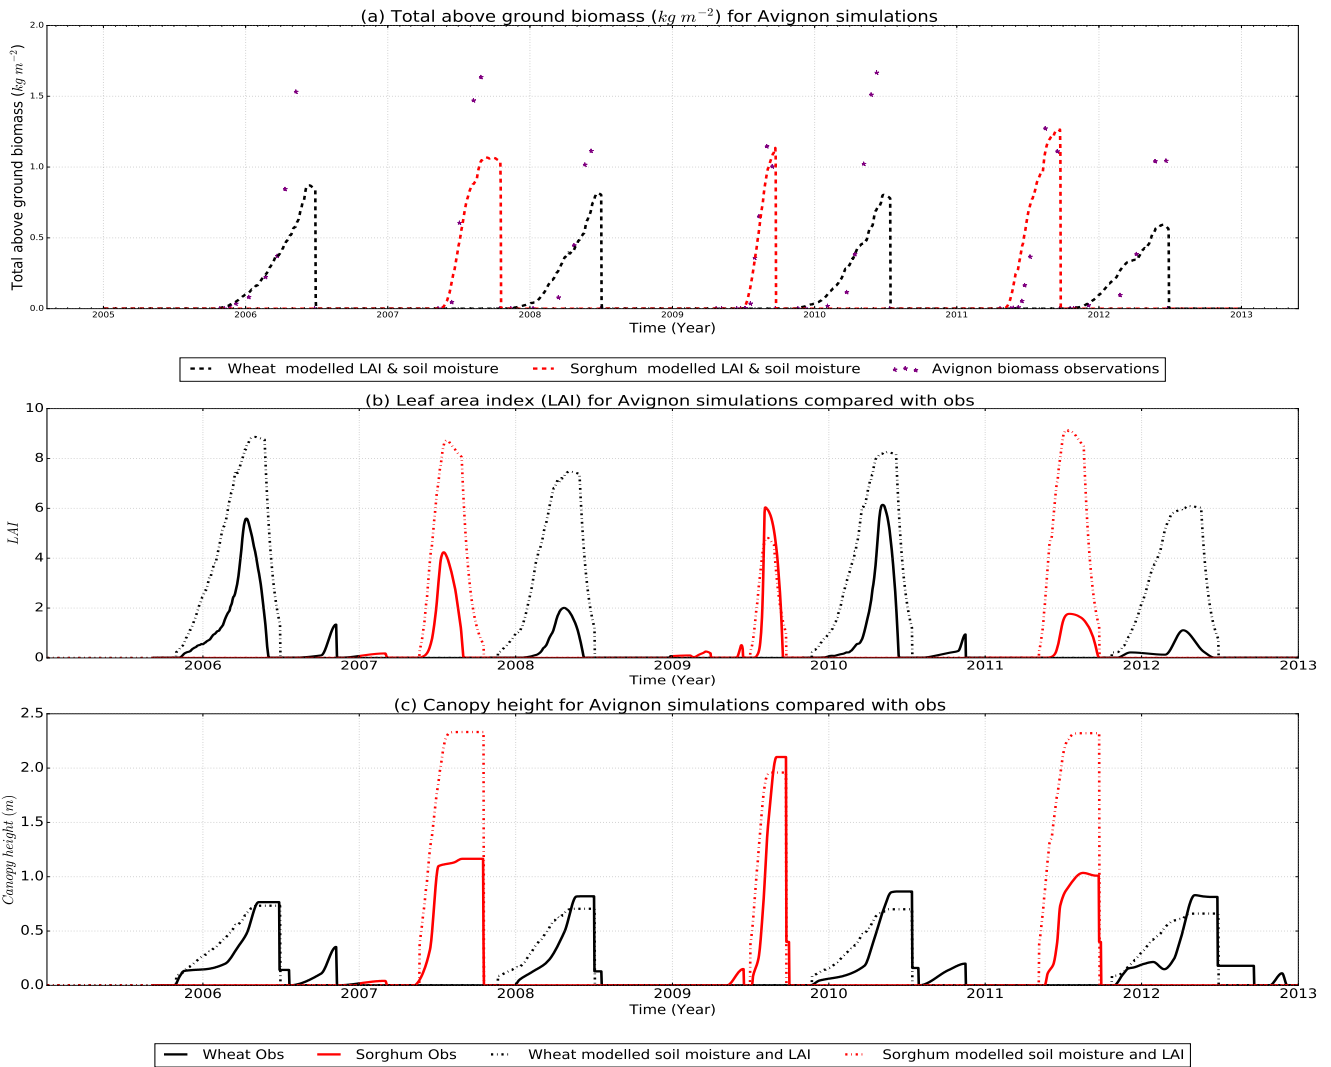 (a) Total above ground biomass (kg m⁻²) for Avignon simulations
Total above ground biomass (kg m⁻²)
2.0
1.5
1.0
0.5
0.0
2005 2006 2007 2008 2009 2010 2011 2012 2013
Time (Year)
Wheat modelled LAI & soil moisture Sorghum modelled LAI & soil moisture Avignon biomass observations
(b) Leaf area index (LAI) for Avignon simulations compared with obs
LAI
10
8
6
4
2
0
2006 2007 2008 2009 2010 2011 2012 2013
Time (Year)
(c) Canopy height for Avignon simulations compared with obs
Canopy height (m)
2.5
2.0
1.5
1.0
0.5
0.0
2006 2007 2008 2009 2010 2011 2012 2013
Time (Year)
Wheat Obs Sorghum Obs Wheat modelled soil moisture and LAI Sorghum modelled soil moisture and LAI